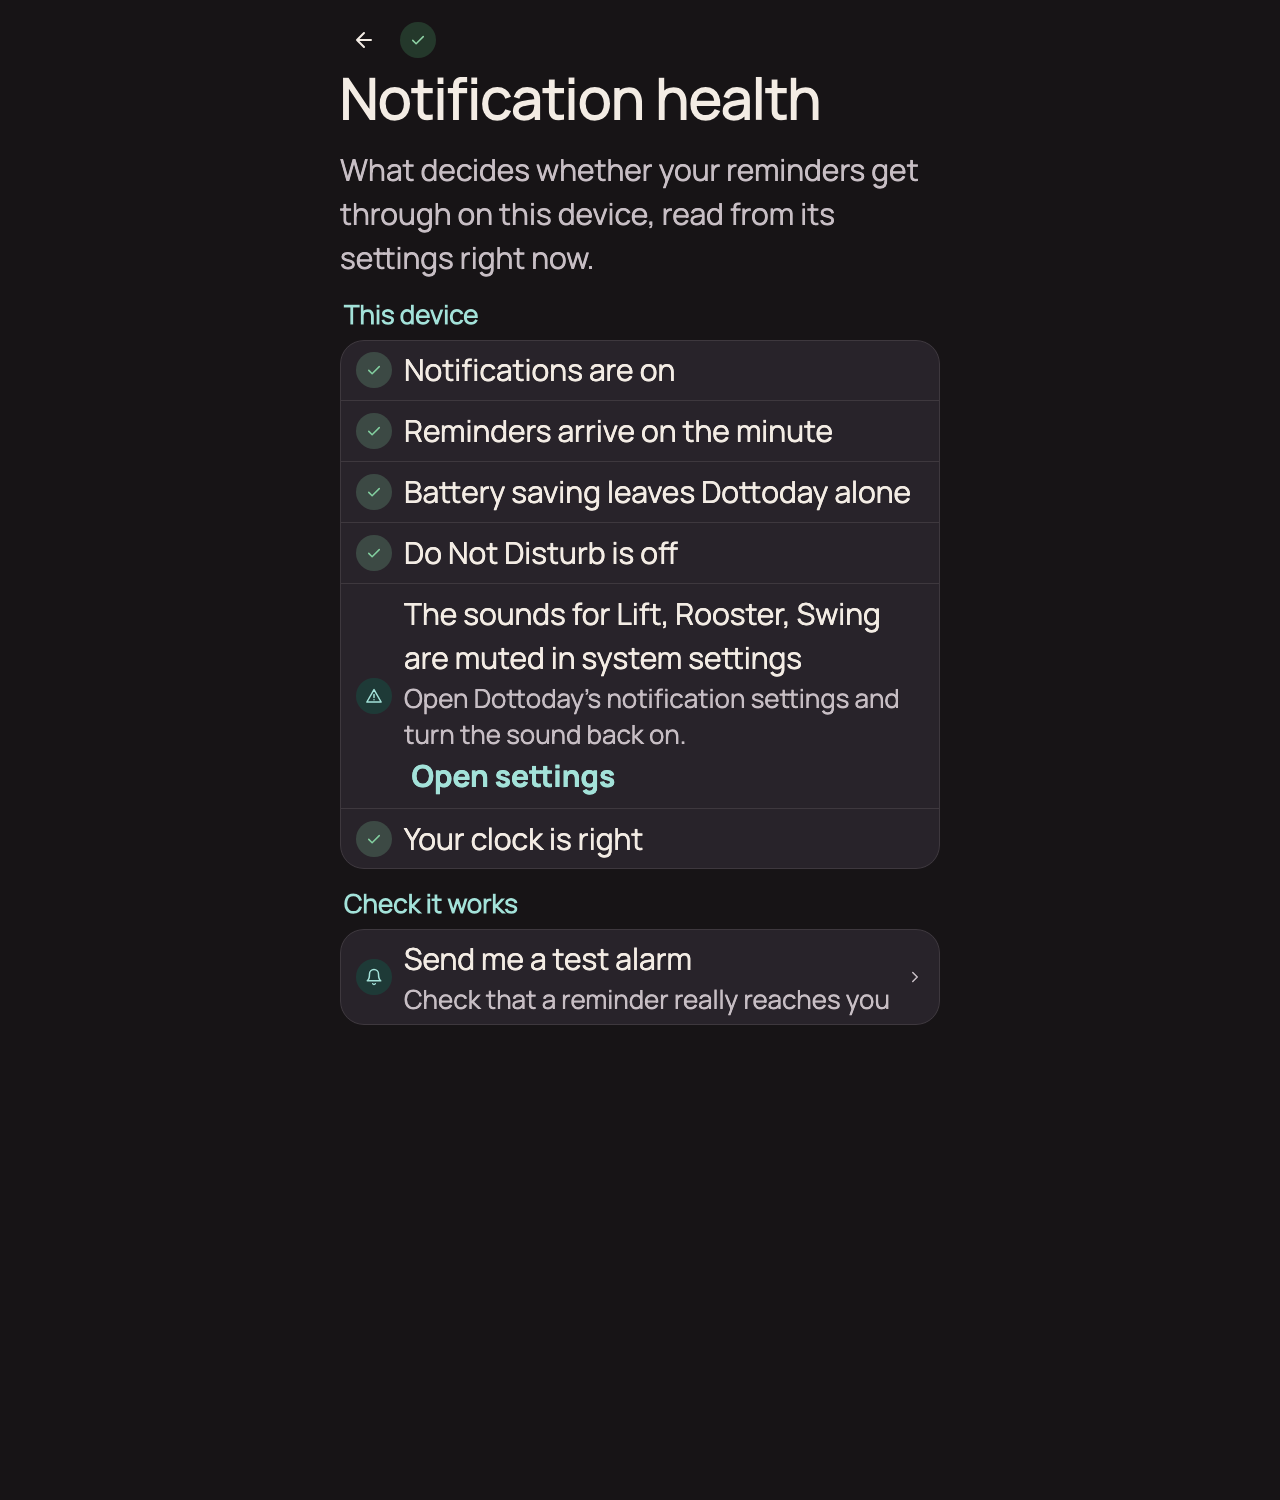 Notification health
What decides whether your reminders get
through on this device, read from its
settings right now.
This device
Notifications are on
Reminders arrive on the minute
Battery saving leaves Dottoday alone
Do Not Disturb is off
The sounds for Lift, Rooster, Swing
are muted in system settings
Open Dottoday’s notification settings and
turn the sound back on.
Open settings
Your clock is right
Check it works
Send me a test alarm
Check that a reminder really reaches you